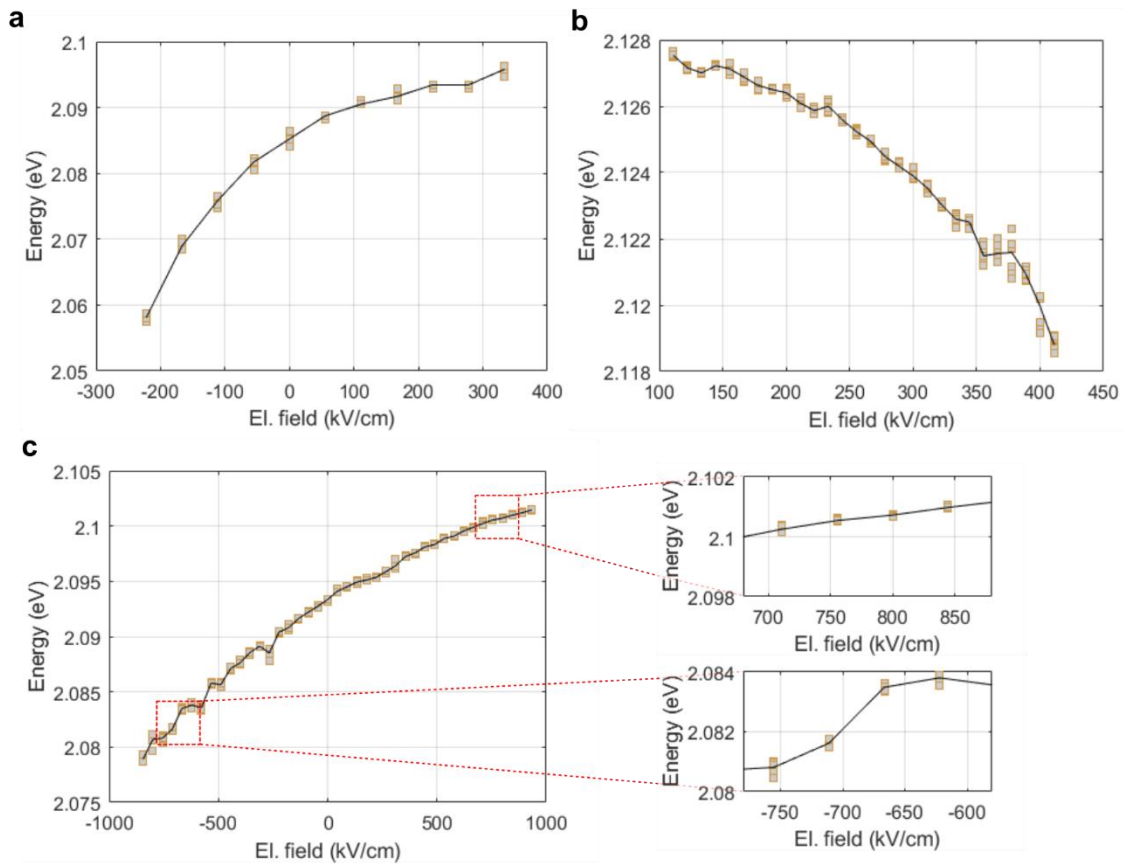 a
2.1
2.09
2.08
2.07
2.06
2.05
Energy (eV)
-300 -200 -100 0 100 200 300 400
El. field (kV/cm)
b
2.128
2.126
2.124
2.122
2.12
2.118
Energy (eV)
100 150 200 250 300 350 400 450
El. field (kV/cm)
c
2.105
2.1
2.095
2.09
2.085
2.08
2.075
Energy (eV)
-1000 -500 0 500 1000
El. field (kV/cm)
2.102
2.1
2.098
Energy (eV)
700 750 800 850
El. field (kV/cm)
2.084
2.082
2.08
Energy (eV)
-750 -700 -650 -600
El. field (kV/cm)